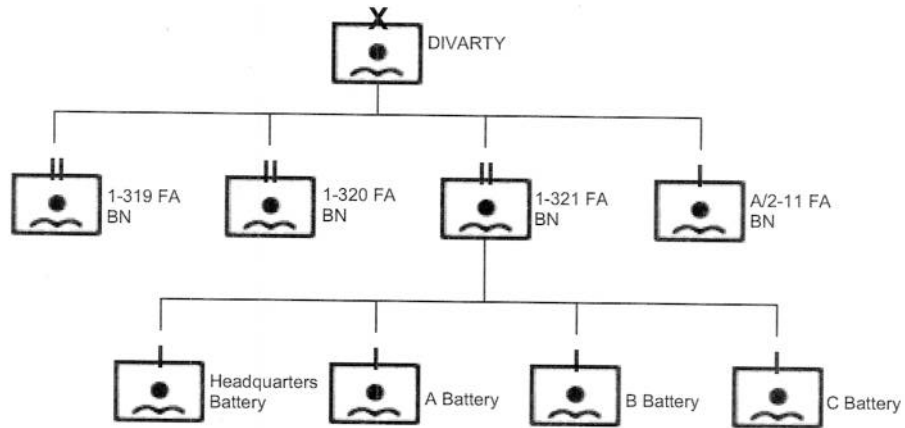 X
DIVARTY
II
1-319 FA
BN
II
1-320 FA
BN
II
1-321 FA
BN
I
A/2-11 FA
BN
I
Headquarters
Battery
I
A Battery
I
B Battery
I
C Battery